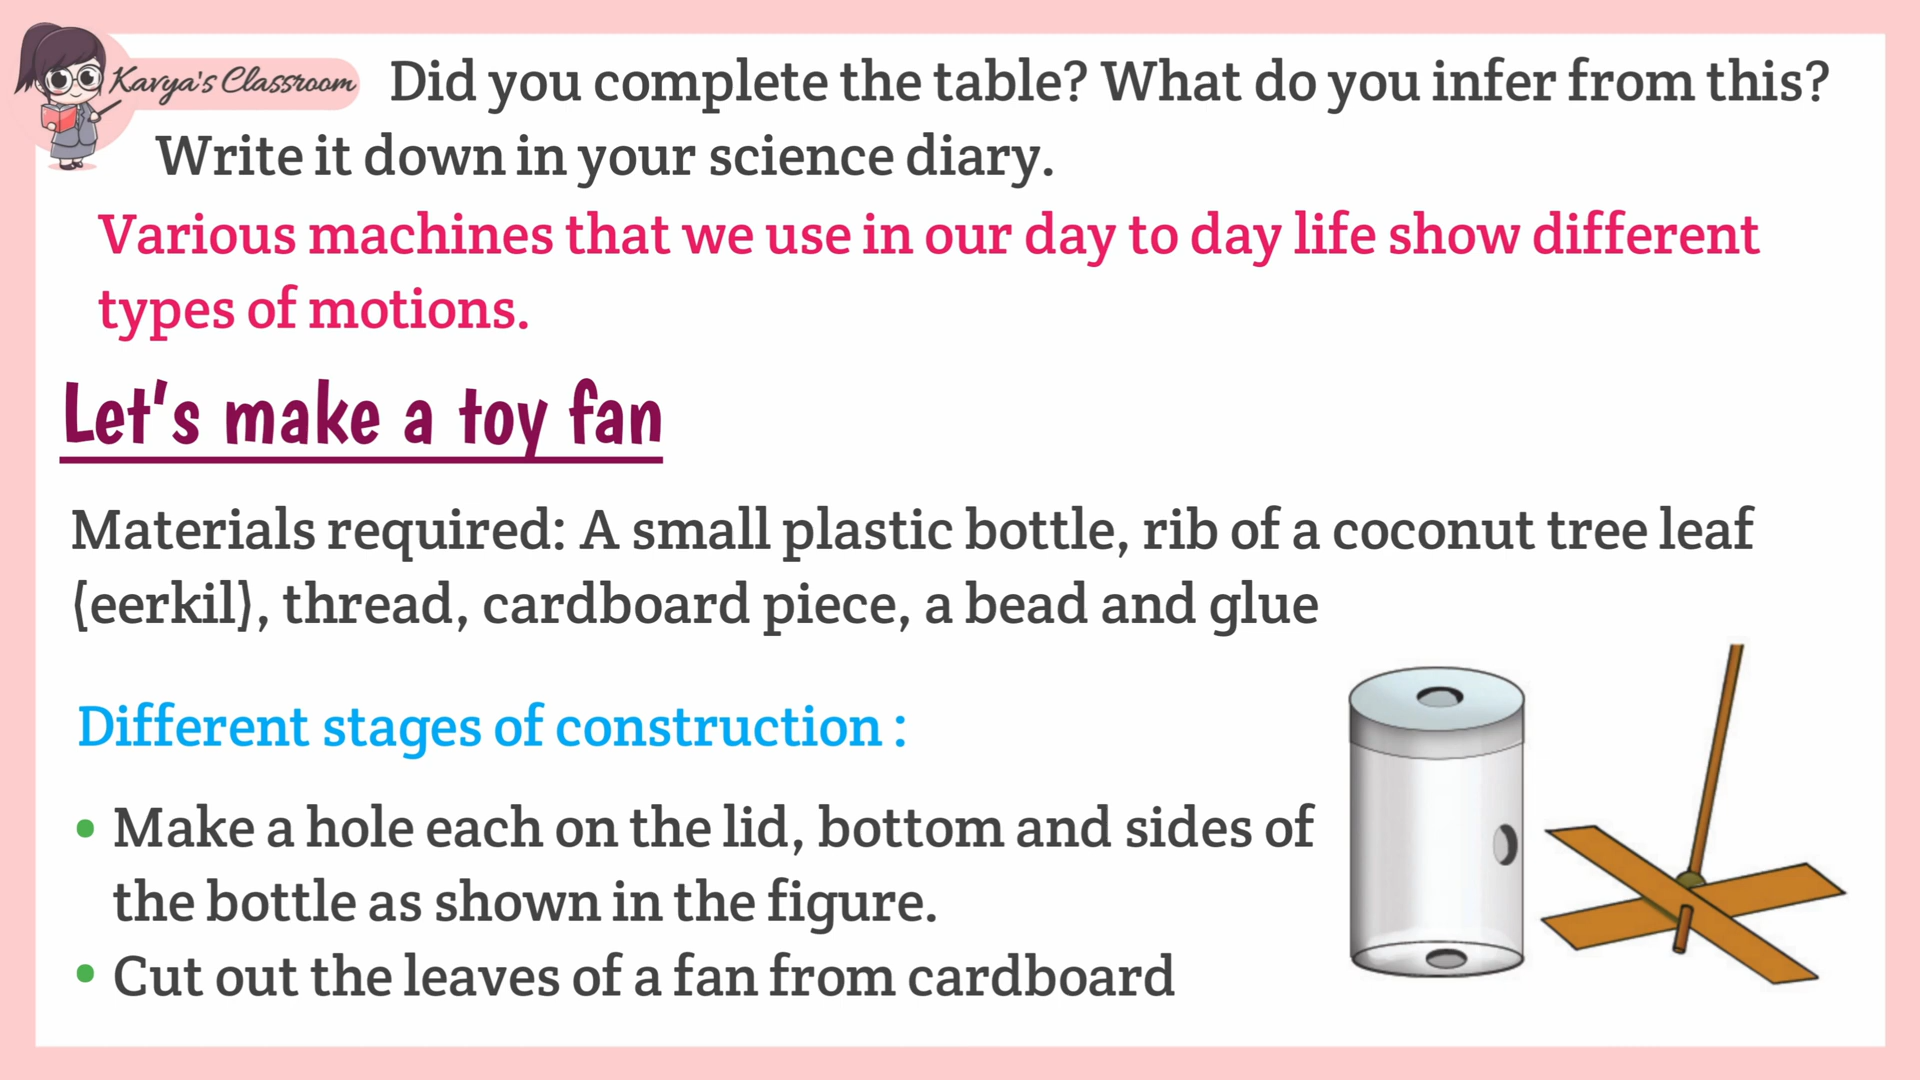 Kavya's Classroom
Did you complete the table? What do you infer from this?
Write it down in your science diary.
Various machines that we use in our day to day life show different
types of motions.
Let's make a toy fan
Materials required: A small plastic bottle, rib of a coconut tree leaf
(eerkil), thread, cardboard piece, a bead and glue
Different stages of construction :
• Make a hole each on the lid, bottom and sides of
the bottle as shown in the figure.
• Cut out the leaves of a fan from cardboard